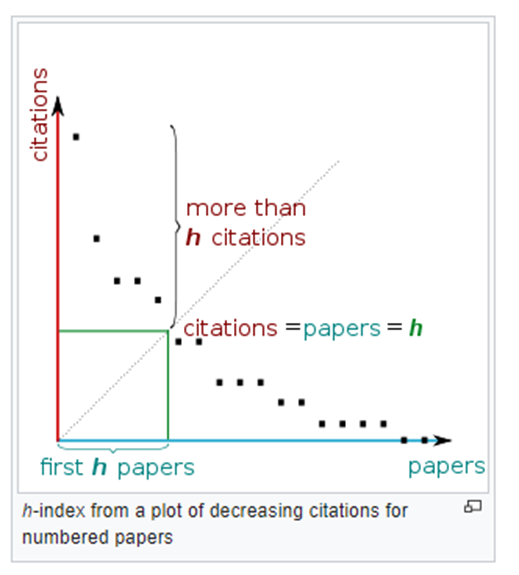 citations
more than
h citations
citations =papers = h
first h papers
papers
h-index from a plot of decreasing citations for
numbered papers